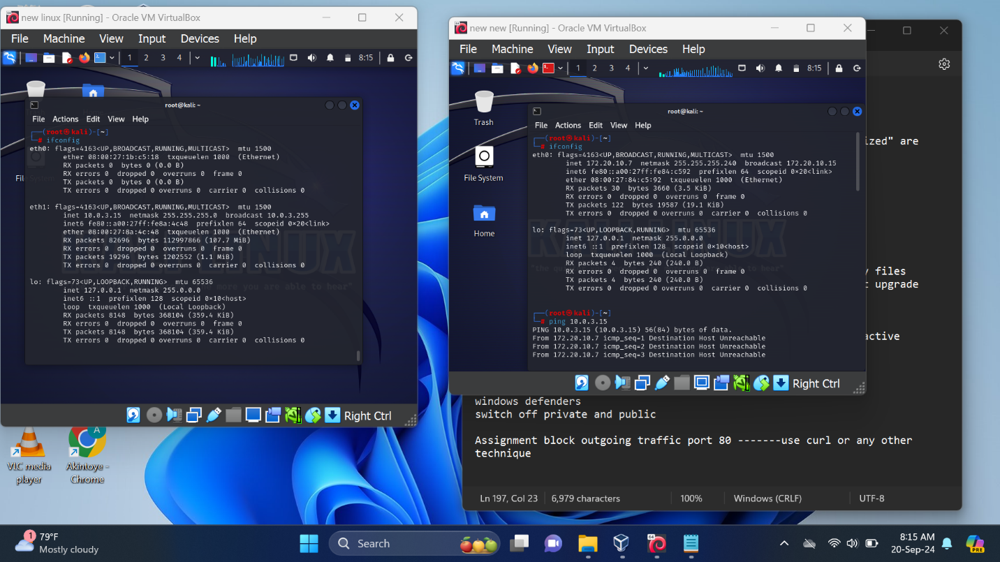 new linux [Running] - Oracle VM VirtualBox
File Machine View Input Devices Help
1 2 3 4 8:15
root@kali: ~
File Actions Edit View Help
┌──(root㉿kali)-[~]
└─# ifconfig
eth0: flags=4163<UP,BROADCAST,RUNNING,MULTICAST> mtu 1500
ether 08:00:27:1b:c5:18 txqueuelen 1000 (Ethernet)
RX packets 0 bytes 0 (0.0 B)
RX errors 0 dropped 0 overruns 0 frame 0
TX packets 0 bytes 0 (0.0 B)
TX errors 0 dropped 0 overruns 0 carrier 0 collisions 0
eth1: flags=4163<UP,BROADCAST,RUNNING,MULTICAST> mtu 1500
inet 10.0.3.15 netmask 255.255.255.0 broadcast 10.0.3.255
inet6 fe80::a00:27ff:fe8a:4c48 prefixlen 64 scopeid 0×20<link>
ether 08:00:27:8a:4c:48 txqueuelen 1000 (Ethernet)
RX packets 82696 bytes 112997866 (107.7 MiB)
RX errors 0 dropped 0 overruns 0 frame 0
TX packets 19296 bytes 1202552 (1.1 MiB)
TX errors 0 dropped 0 overruns 0 carrier 0 collisions 0
lo: flags=73<UP,LOOPBACK,RUNNING> mtu 65536
inet 127.0.0.1 netmask 255.0.0.0
inet6 ::1 prefixlen 128 scopeid 0×10<host>
loop txqueuelen 1000 (Local Loopback)
RX packets 8148 bytes 368104 (359.4 KiB)
RX errors 0 dropped 0 overruns 0 frame 0
TX packets 8148 bytes 368104 (359.4 KiB)
TX errors 0 dropped 0 overruns 0 carrier 0 collisions 0
Right Ctrl
new new [Running] - Oracle VM VirtualBox
File Machine View Input Devices Help
1 2 3 4 8:15
Trash
File System
Home
root@kali: ~
File Actions Edit View Help
┌──(root㉿kali)-[~]
└─# ifconfig
eth0: flags=4163<UP,BROADCAST,RUNNING,MULTICAST> mtu 1500
inet 172.20.10.7 netmask 255.255.255.240 broadcast 172.20.10.15
inet6 fe80::a00:27ff:fe84:c592 prefixlen 64 scopeid 0×20<link>
ether 08:00:27:84:c5:92 txqueuelen 1000 (Ethernet)
RX packets 30 bytes 3660 (3.5 KiB)
RX errors 0 dropped 0 overruns 0 frame 0
TX packets 122 bytes 19587 (19.1 KiB)
TX errors 0 dropped 0 overruns 0 carrier 0 collisions 0
lo: flags=73<UP,LOOPBACK,RUNNING> mtu 65536
inet 127.0.0.1 netmask 255.0.0.0
inet6 ::1 prefixlen 128 scopeid 0×10<host>
loop txqueuelen 1000 (Local Loopback)
RX packets 4 bytes 240 (240.0 B)
RX errors 0 dropped 0 overruns 0 frame 0
TX packets 4 bytes 240 (240.0 B)
TX errors 0 dropped 0 overruns 0 carrier 0 collisions 0
┌──(root㉿kali)-[~]
└─# ping 10.0.3.15
PING 10.0.3.15 (10.0.3.15) 56(84) bytes of data.
From 172.20.10.7 icmp_seq=1 Destination Host Unreachable
From 172.20.10.7 icmp_seq=2 Destination Host Unreachable
From 172.20.10.7 icmp_seq=3 Destination Host Unreachable
Right Ctrl
ized" are
y files
t upgrade
active
windows defenders
switch off private and public
Assignment block outgoing traffic port 80 -------use curl or any other
technique
Ln 197, Col 23 6,979 characters 100% Windows (CRLF) UTF-8
VLC media
player
Akintoye -
Chrome
1 79°F
Mostly cloudy
Search
8:15 AM
20-Sep-24
PRE